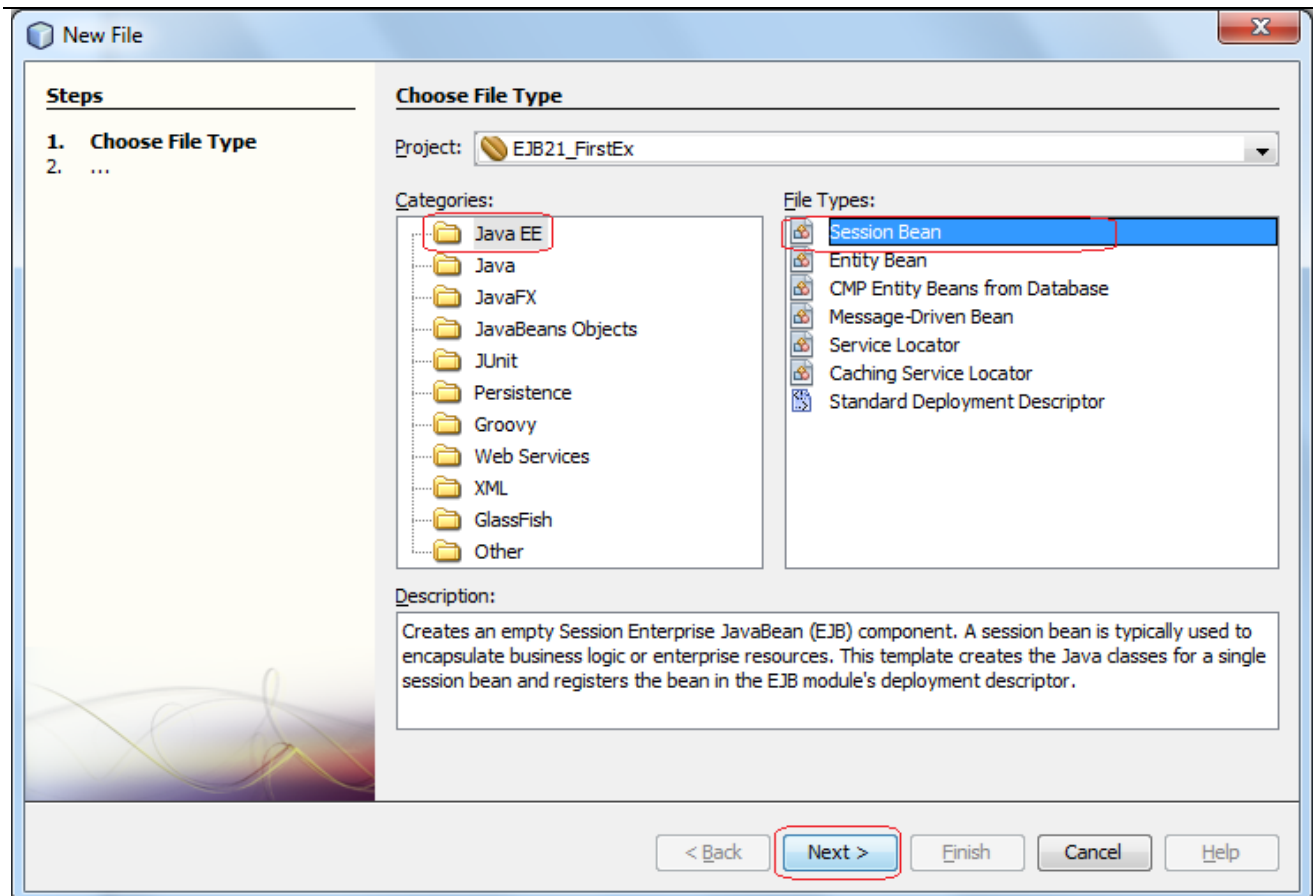 New File
Steps
1. Choose File Type
2. ...
Choose File Type
Project: EJB21_FirstEx
Categories:
Java EE
Java
JavaFX
JavaBeans Objects
JUnit
Persistence
Groovy
Web Services
XML
GlassFish
Other
File Types:
Session Bean
Entity Bean
CMP Entity Beans from Database
Message-Driven Bean
Service Locator
Caching Service Locator
Standard Deployment Descriptor
Description:
Creates an empty Session Enterprise JavaBean (EJB) component. A session bean is typically used to
encapsulate business logic or enterprise resources. This template creates the Java classes for a single
session bean and registers the bean in the EJB module's deployment descriptor.
< Back Next > Finish Cancel Help